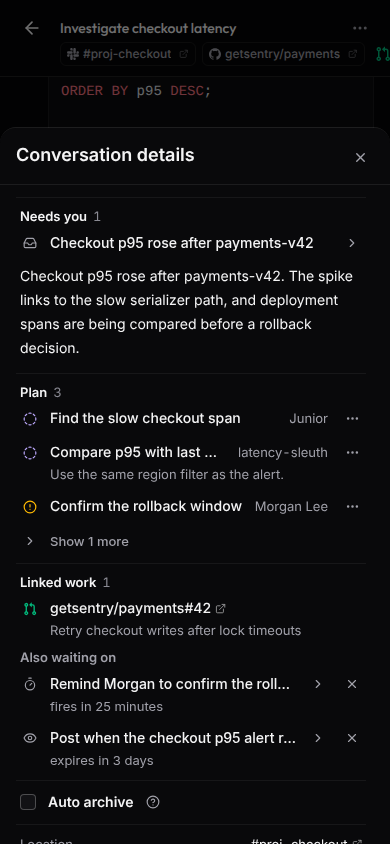 Investigate checkout latency
#proj-checkout
getsentry/payments
ORDER BY p95 DESC;
Conversation details
Needs you 1
Checkout p95 rose after payments-v42
Checkout p95 rose after payments-v42. The spike
links to the slow serializer path, and deployment
spans are being compared before a rollback
decision.
Plan 3
Find the slow checkout span Junior
Compare p95 with last ... latency-sleuth
Use the same region filter as the alert.
Confirm the rollback window Morgan Lee
Show 1 more
Linked work 1
getsentry/payments#42
Retry checkout writes after lock timeouts
Also waiting on
Remind Morgan to confirm the roll...
fires in 25 minutes
Post when the checkout p95 alert r...
expires in 3 days
Auto archive
Location #proj-checkout